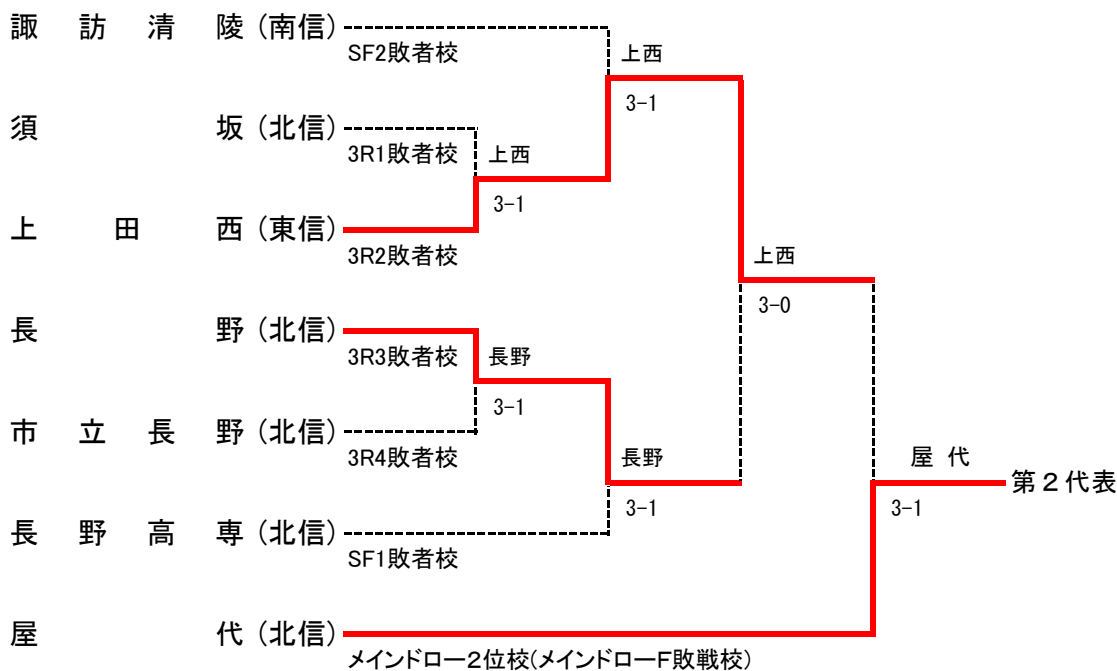 諏訪清陵(南信)
SF2敗者校
上西
3-1
須坂(北信)
3R1敗者校
上西
3-1
上田西(東信)
3R2敗者校
上西
3-0
長野(北信)
3R3敗者校
長野
3-1
市立長野(北信)
3R4敗者校
長野
3-1
屋代
3-1
第2代表
長野高専(北信)
SF1敗者校
屋代(北信)
メインドロー2位校(メインドローF敗戦校)